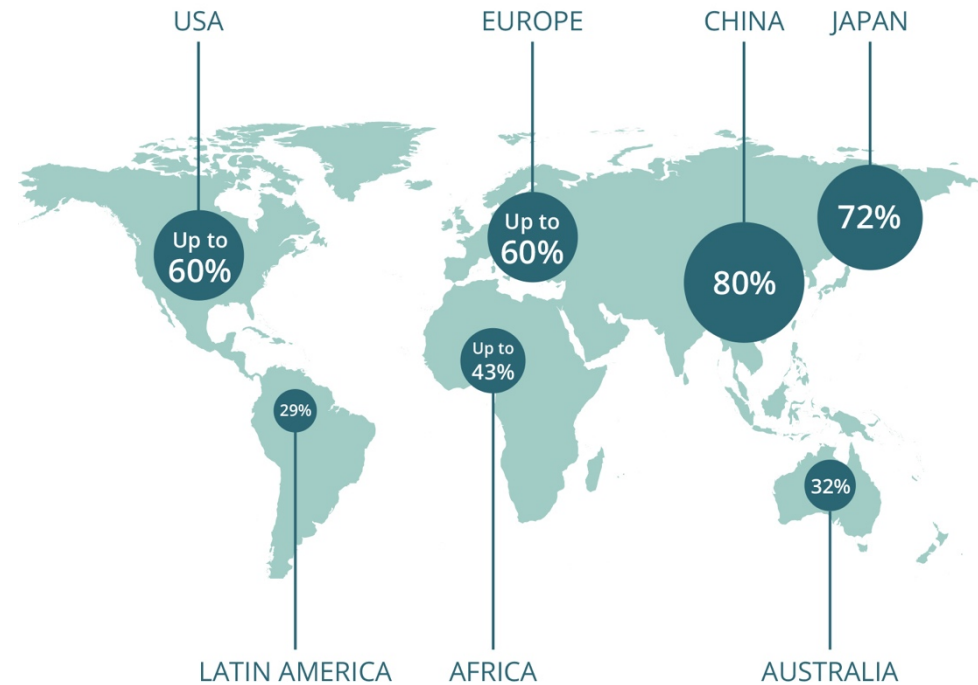 USA
EUROPE
CHINA
JAPAN
Up to
60%
Up to
60%
80%
72%
Up to
43%
29%
32%
LATIN AMERICA
AFRICA
AUSTRALIA